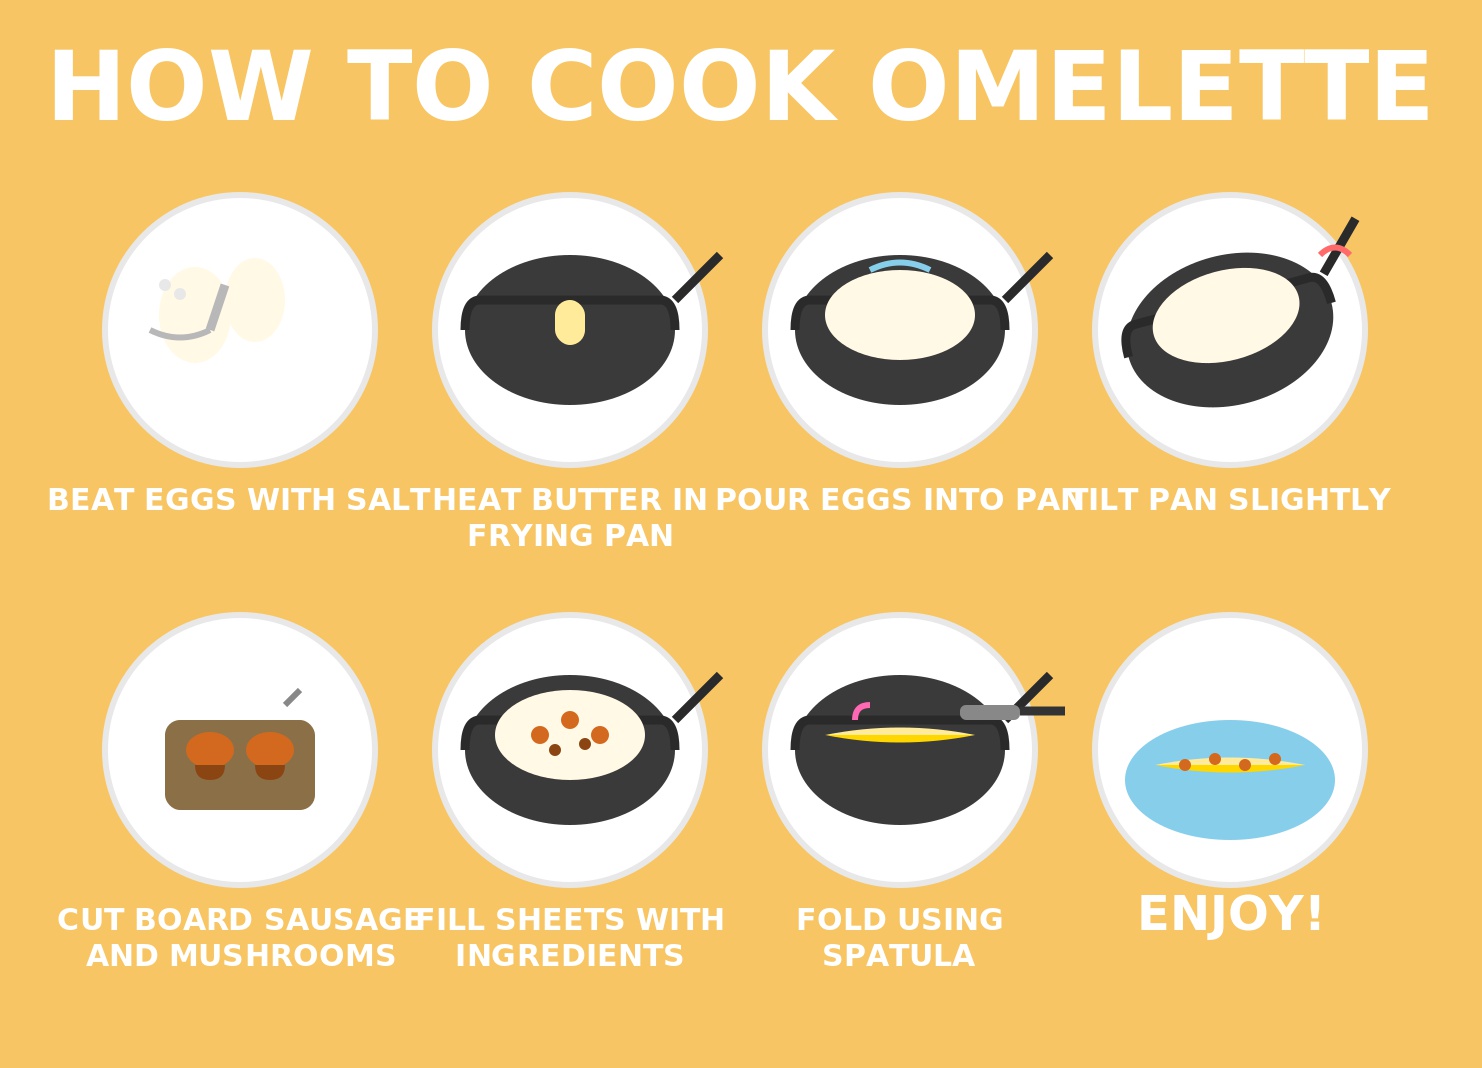 HOW TO COOK OMELETTE
BEAT EGGS WITH SALT
HEAT BUTTER IN
FRYING PAN
POUR EGGS INTO PAN
TILT PAN SLIGHTLY
CUT BOARD SAUSAGE
AND MUSHROOMS
FILL SHEETS WITH
INGREDIENTS
FOLD USING
SPATULA
ENJOY!